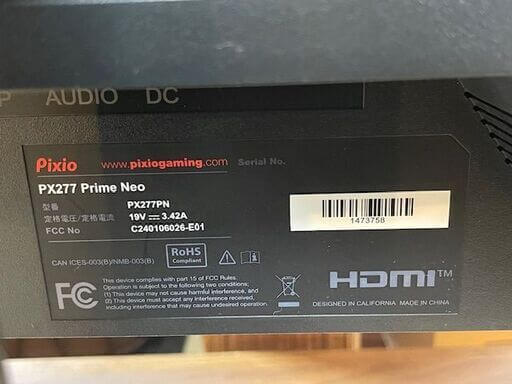 P AUDIO DC
Pixio www.pixiogaming.com Serial No.
PX277 Prime Neo
型番 PX277PN
定格電圧/定格電流 19V⎓3.42A
FCC No C240106026-E01
1473758
CAN ICES-003(B)/NMB-003(B)
RoHS
Compliant
FC
This device complies with part 15 of FCC Rules.
Operation is subject to the following two conditions;
(1) This device may not cause harmful interference, and
(2) This device must accept any interference received,
including interference that may cause undesired operation.
HDMI™
DESIGNED IN CALIFORNIA MADE IN CHINA